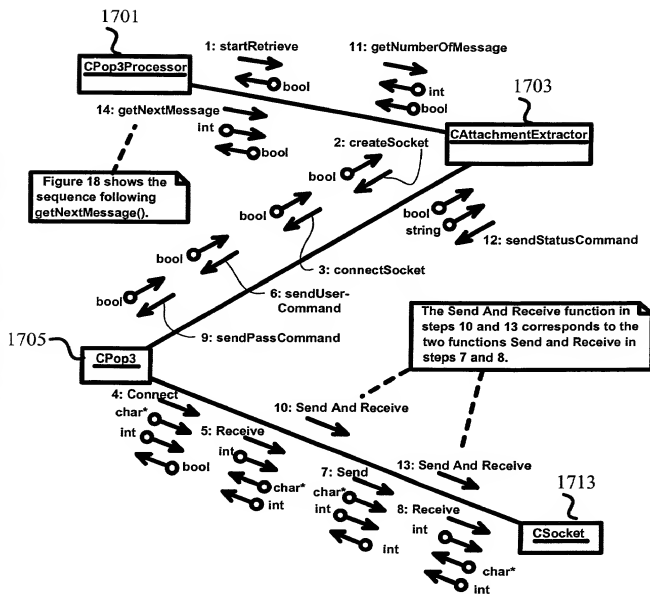 1701
1: startRetrieve
11: getNumberOfMessage
CPop3Processor
bool
int
bool
1703
14: getNextMessage
int
bool
2: createSocket
CAttachmentExtractor
Figure 18 shows the
sequence following
getNextMessage().
bool
bool
bool
string
12: sendStatusCommand
bool
3: connectSocket
bool
6: sendUser-
Command
9: sendPassCommand
The Send And Receive function in
steps 10 and 13 corresponds to the
two functions Send and Receive in
steps 7 and 8.
1705
CPop3
4: Connect
char*
int
bool
10: Send And Receive
5: Receive
int
char*
int
7: Send
char*
int
int
13: Send And Receive
8: Receive
int
char*
int
1713
CSocket